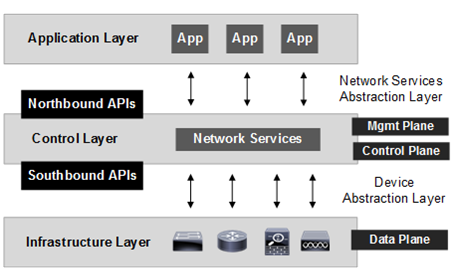 Application Layer
App
App
App
Network Services
Abstraction Layer
Northbound APIs
Control Layer
Network Services
Mgmt Plane
Control Plane
Southbound APIs
Device
Abstraction Layer
Infrastructure Layer
Data Plane